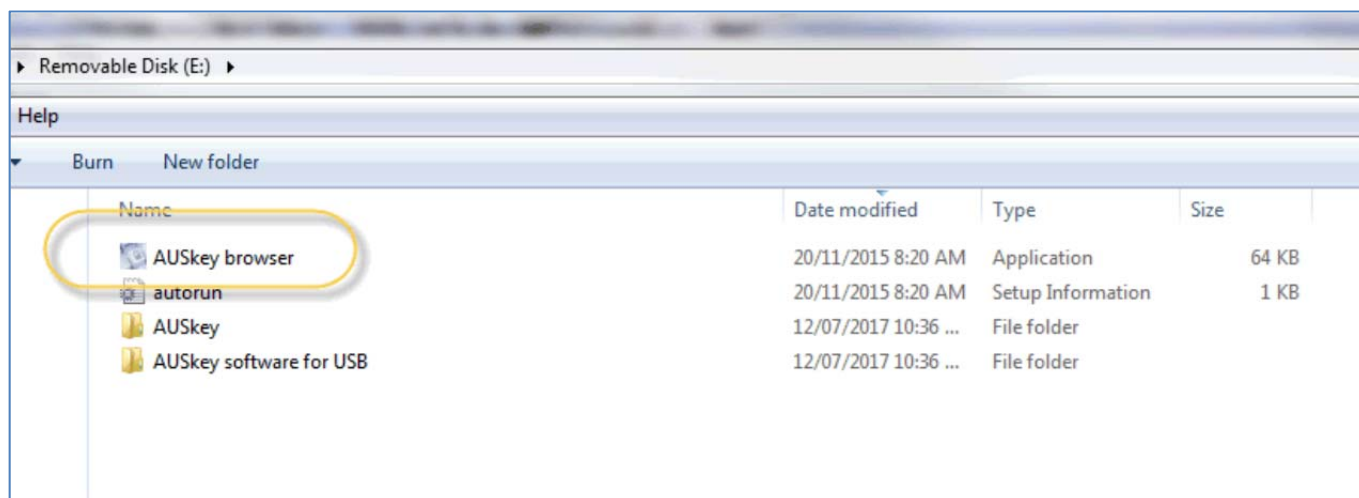 Removable Disk (E:)
Help
Burn New folder
Name Date modified Type Size
AUSkey browser 20/11/2015 8:20 AM Application 64 KB
autorun 20/11/2015 8:20 AM Setup Information 1 KB
AUSkey 12/07/2017 10:36 ... File folder
AUSkey software for USB 12/07/2017 10:36 ... File folder